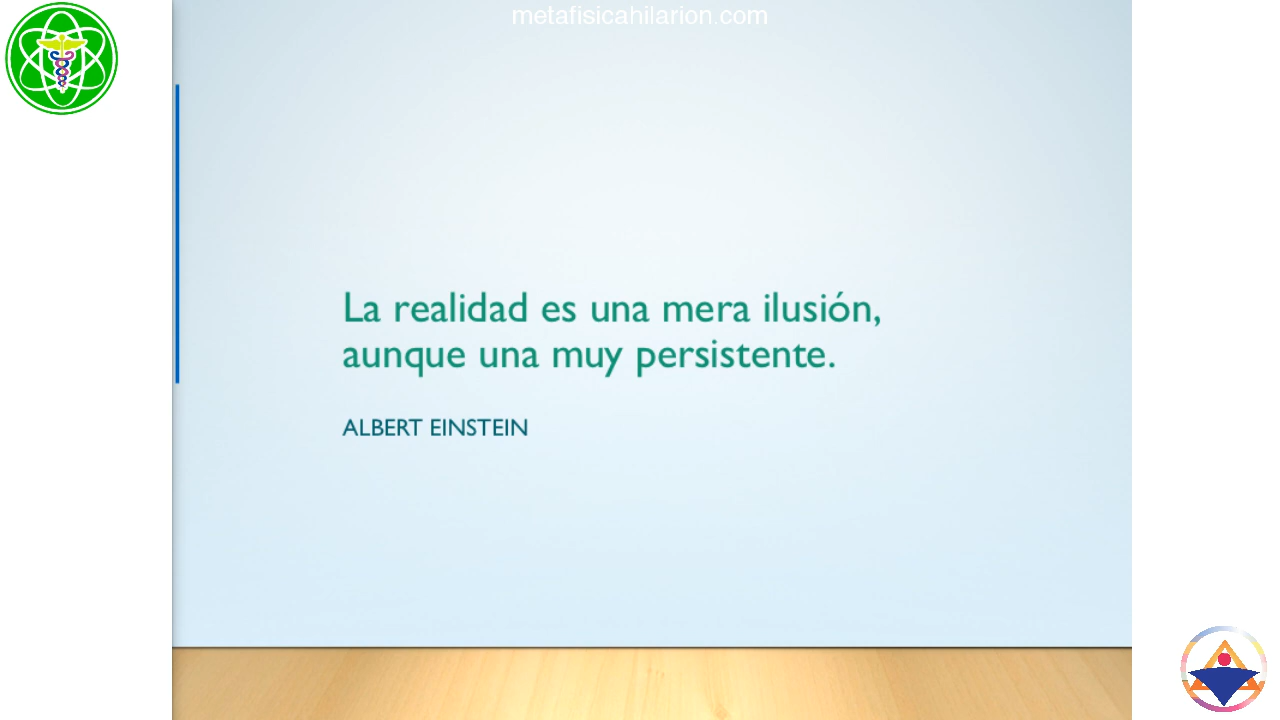 metafisicahilarion.com
La realidad es una mera ilusión,
aunque una muy persistente.
ALBERT EINSTEIN